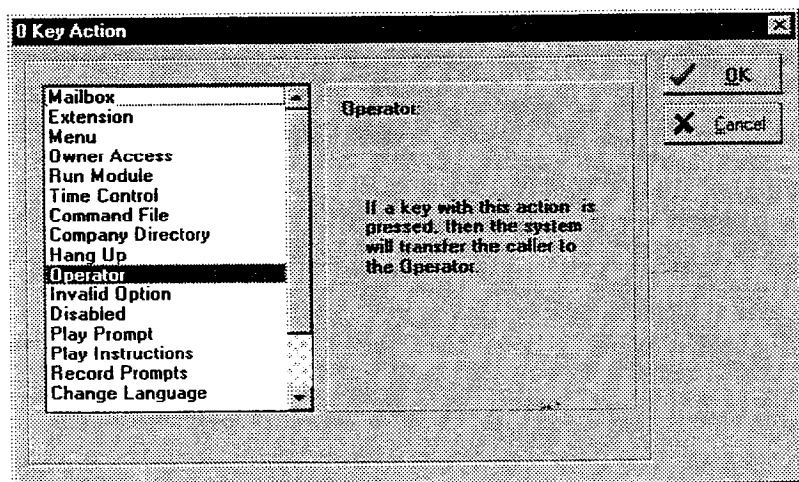 0 Key Action
Mailbox
Extension
Menu
Owner Access
Run Module
Time Control
Command File
Company Directory
Hang Up
Operator
Invalid Option
Disabled
Play Prompt
Play Instructions
Record Prompts
Change Language
Operator:
If a key with this action is
pressed, then the system
will transfer the caller to
the Operator.
OK
Cancel